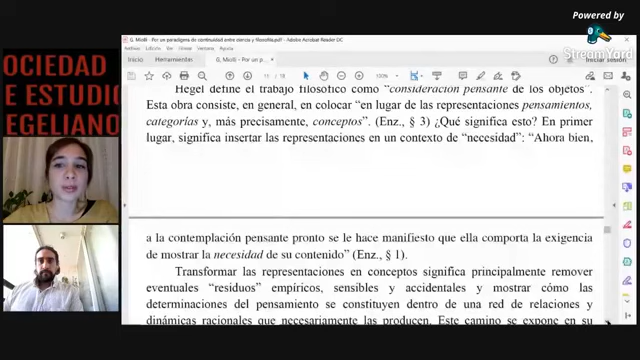 Powered by
StreamYard
OCIEDAD
E ESTUDIO
EGELIANO
G. Miolli - Por un paradigma de continuidad entre ciencia y filosofía.pdf - Adobe Acrobat Reader DC
Inicio Herramientas G. Miolli - Por un p...
Iniciar sesión
Hegel define el trabajo filosófico como "consideración pensante de los objetos".
Esta obra consiste, en general, en colocar "en lugar de las representaciones pensamientos,
categorías y, más precisamente, conceptos". (Enz., § 3) ¿Qué significa esto? En primer
lugar, significa insertar las representaciones en un contexto de "necesidad": "Ahora bien,
a la contemplación pensante pronto se le hace manifiesto que ella comporta la exigencia
de mostrar la necesidad de su contenido" (Enz., § 1).
Transformar las representaciones en conceptos significa principalmente remover
eventuales "residuos" empíricos, sensibles y accidentales y mostrar cómo las
determinaciones del pensamiento se constituyen dentro de una red de relaciones y
dinámicas racionales que necesariamente las producen. Este camino se expone en su